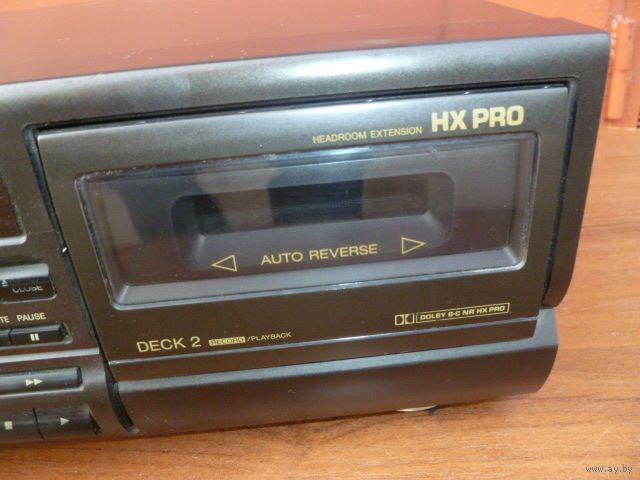 HEADROOM EXTENSION HX PRO
AUTO REVERSE
CLOSE
PAUSE
DOLBY B-C NR HX PRO
DECK 2 RECORD/PLAYBACK
www.ay.by